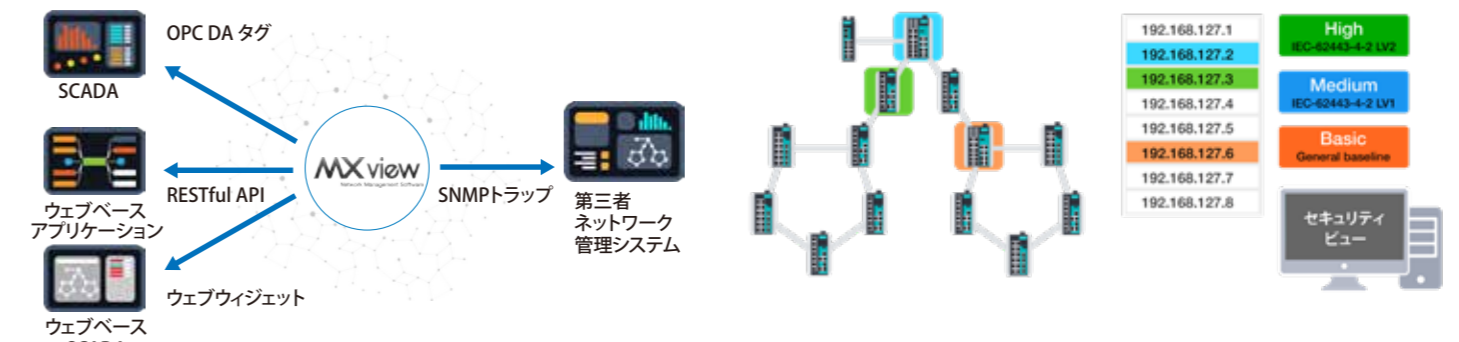 OPC DA タグ
SCADA
MXview
Network Management Software
RESTful API
SNMPトラップ
ウェブベース
アプリケーション
第三者
ネットワーク
管理システム
ウェブウィジェット
ウェブベース
192.168.127.1
192.168.127.2
192.168.127.3
192.168.127.4
192.168.127.5
192.168.127.6
192.168.127.7
192.168.127.8
High
IEC-62443-4-2 LV2
Medium
IEC-62443-4-2 LV1
Basic
General baseline
セキュリティ
ビュー